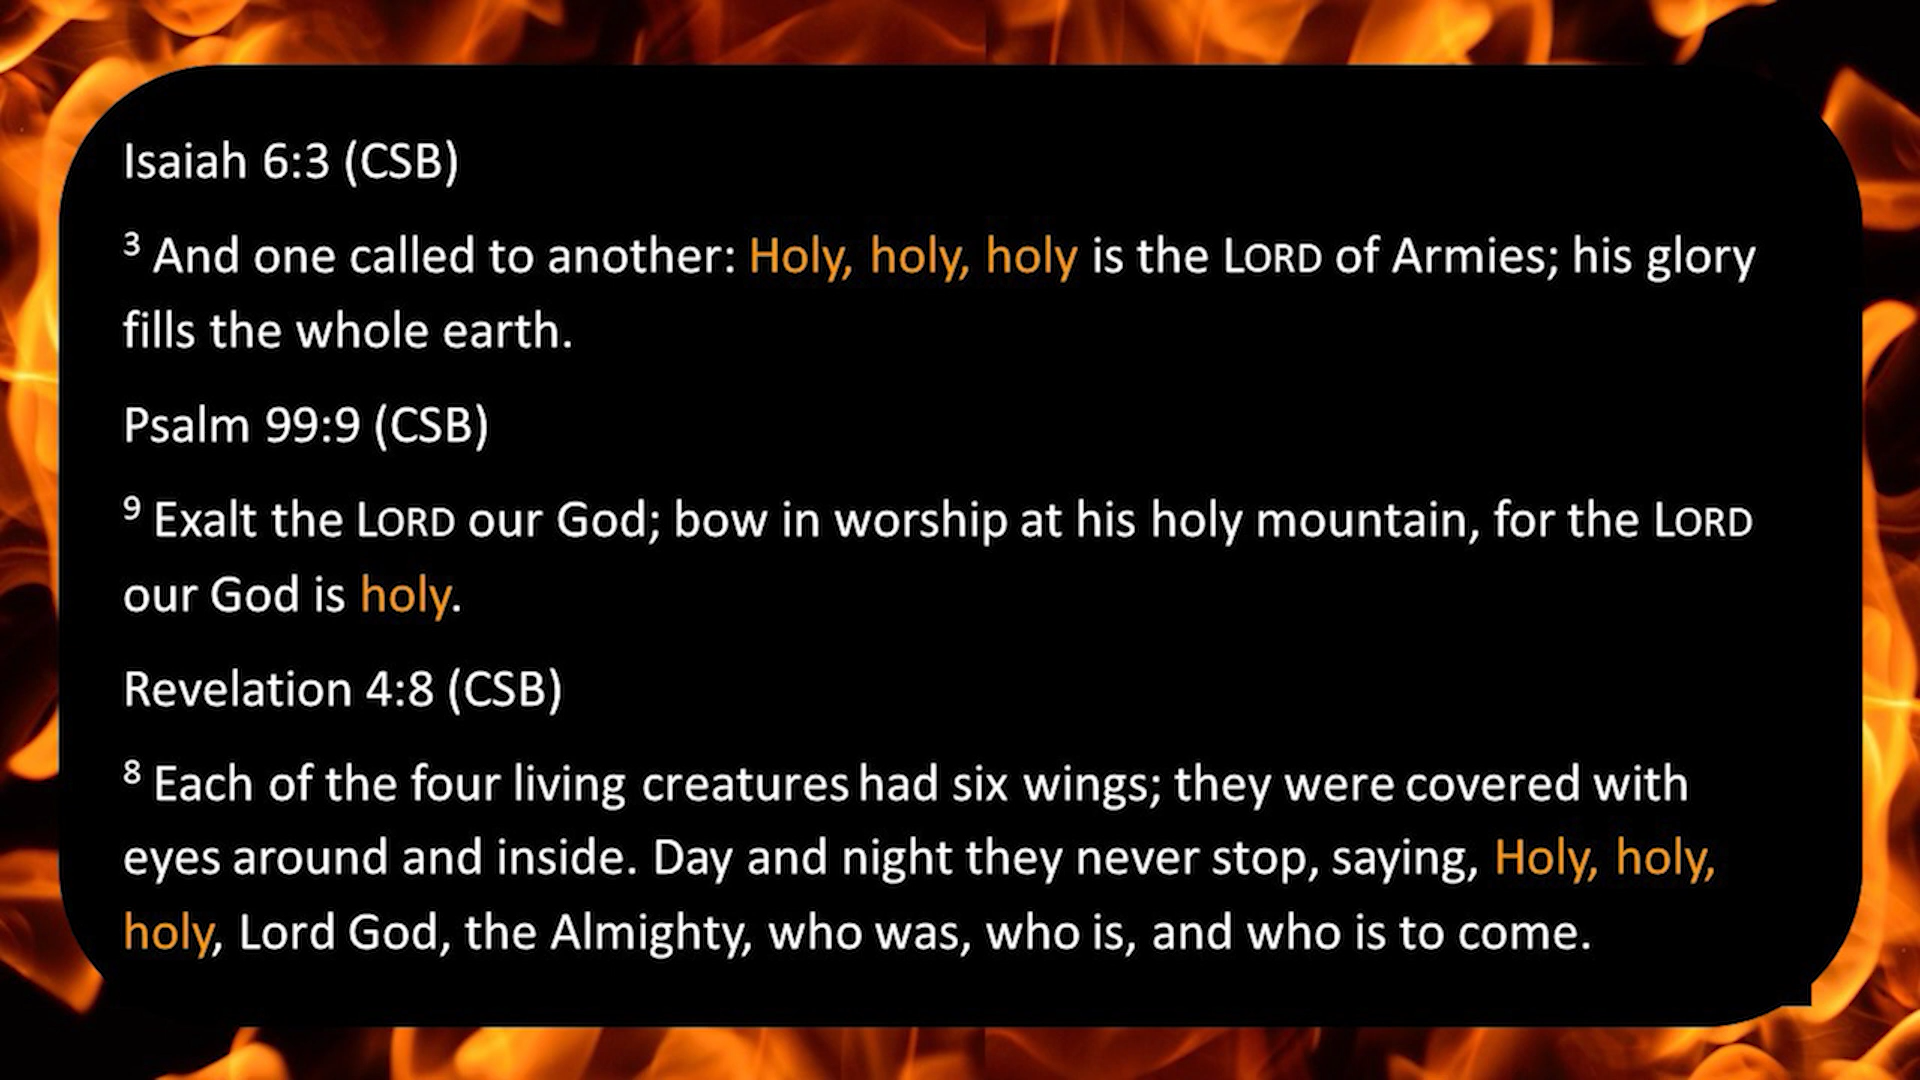 Isaiah 6:3 (CSB)
3 And one called to another: Holy, holy, holy is the LORD of Armies; his glory
fills the whole earth.
Psalm 99:9 (CSB)
9 Exalt the LORD our God; bow in worship at his holy mountain, for the LORD
our God is holy.
Revelation 4:8 (CSB)
8 Each of the four living creatures had six wings; they were covered with
eyes around and inside. Day and night they never stop, saying, Holy, holy,
holy, Lord God, the Almighty, who was, who is, and who is to come.